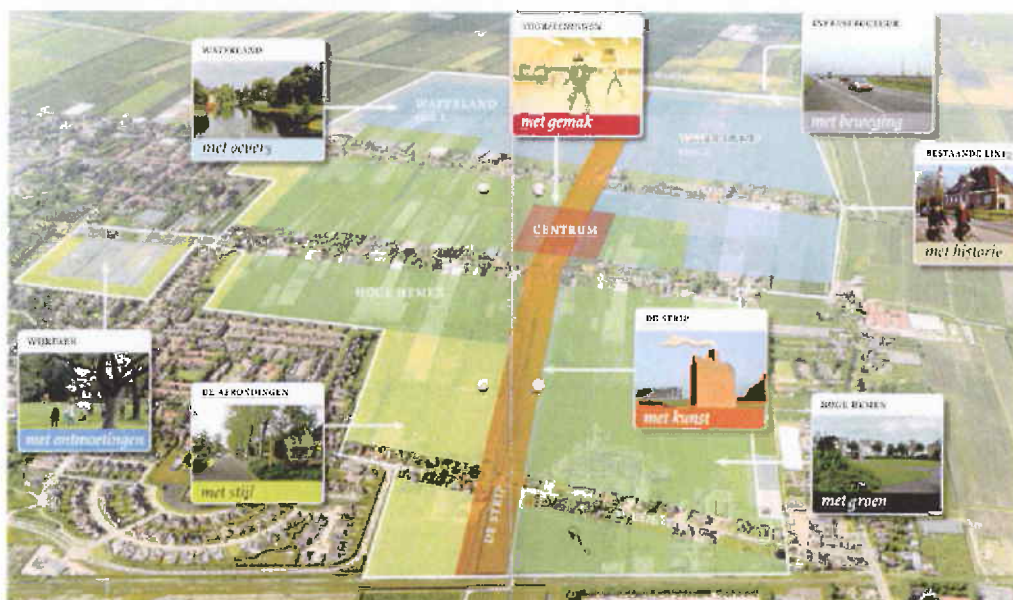 WATERLAND
met oevers
VOORZIENINGEN
met gemak
INFRASTRUCTUUR
met beweging
WATERLAND
WATERLAND
BESTAANDE LINT
met historie
CENTRUM
HOGE HEMEN
WIJKPARK
met ontmoetingen
DE AFRONDINGEN
met stijl
DE STRIP
met kunst
HOGE HEMEN
met groen
DE STRIP